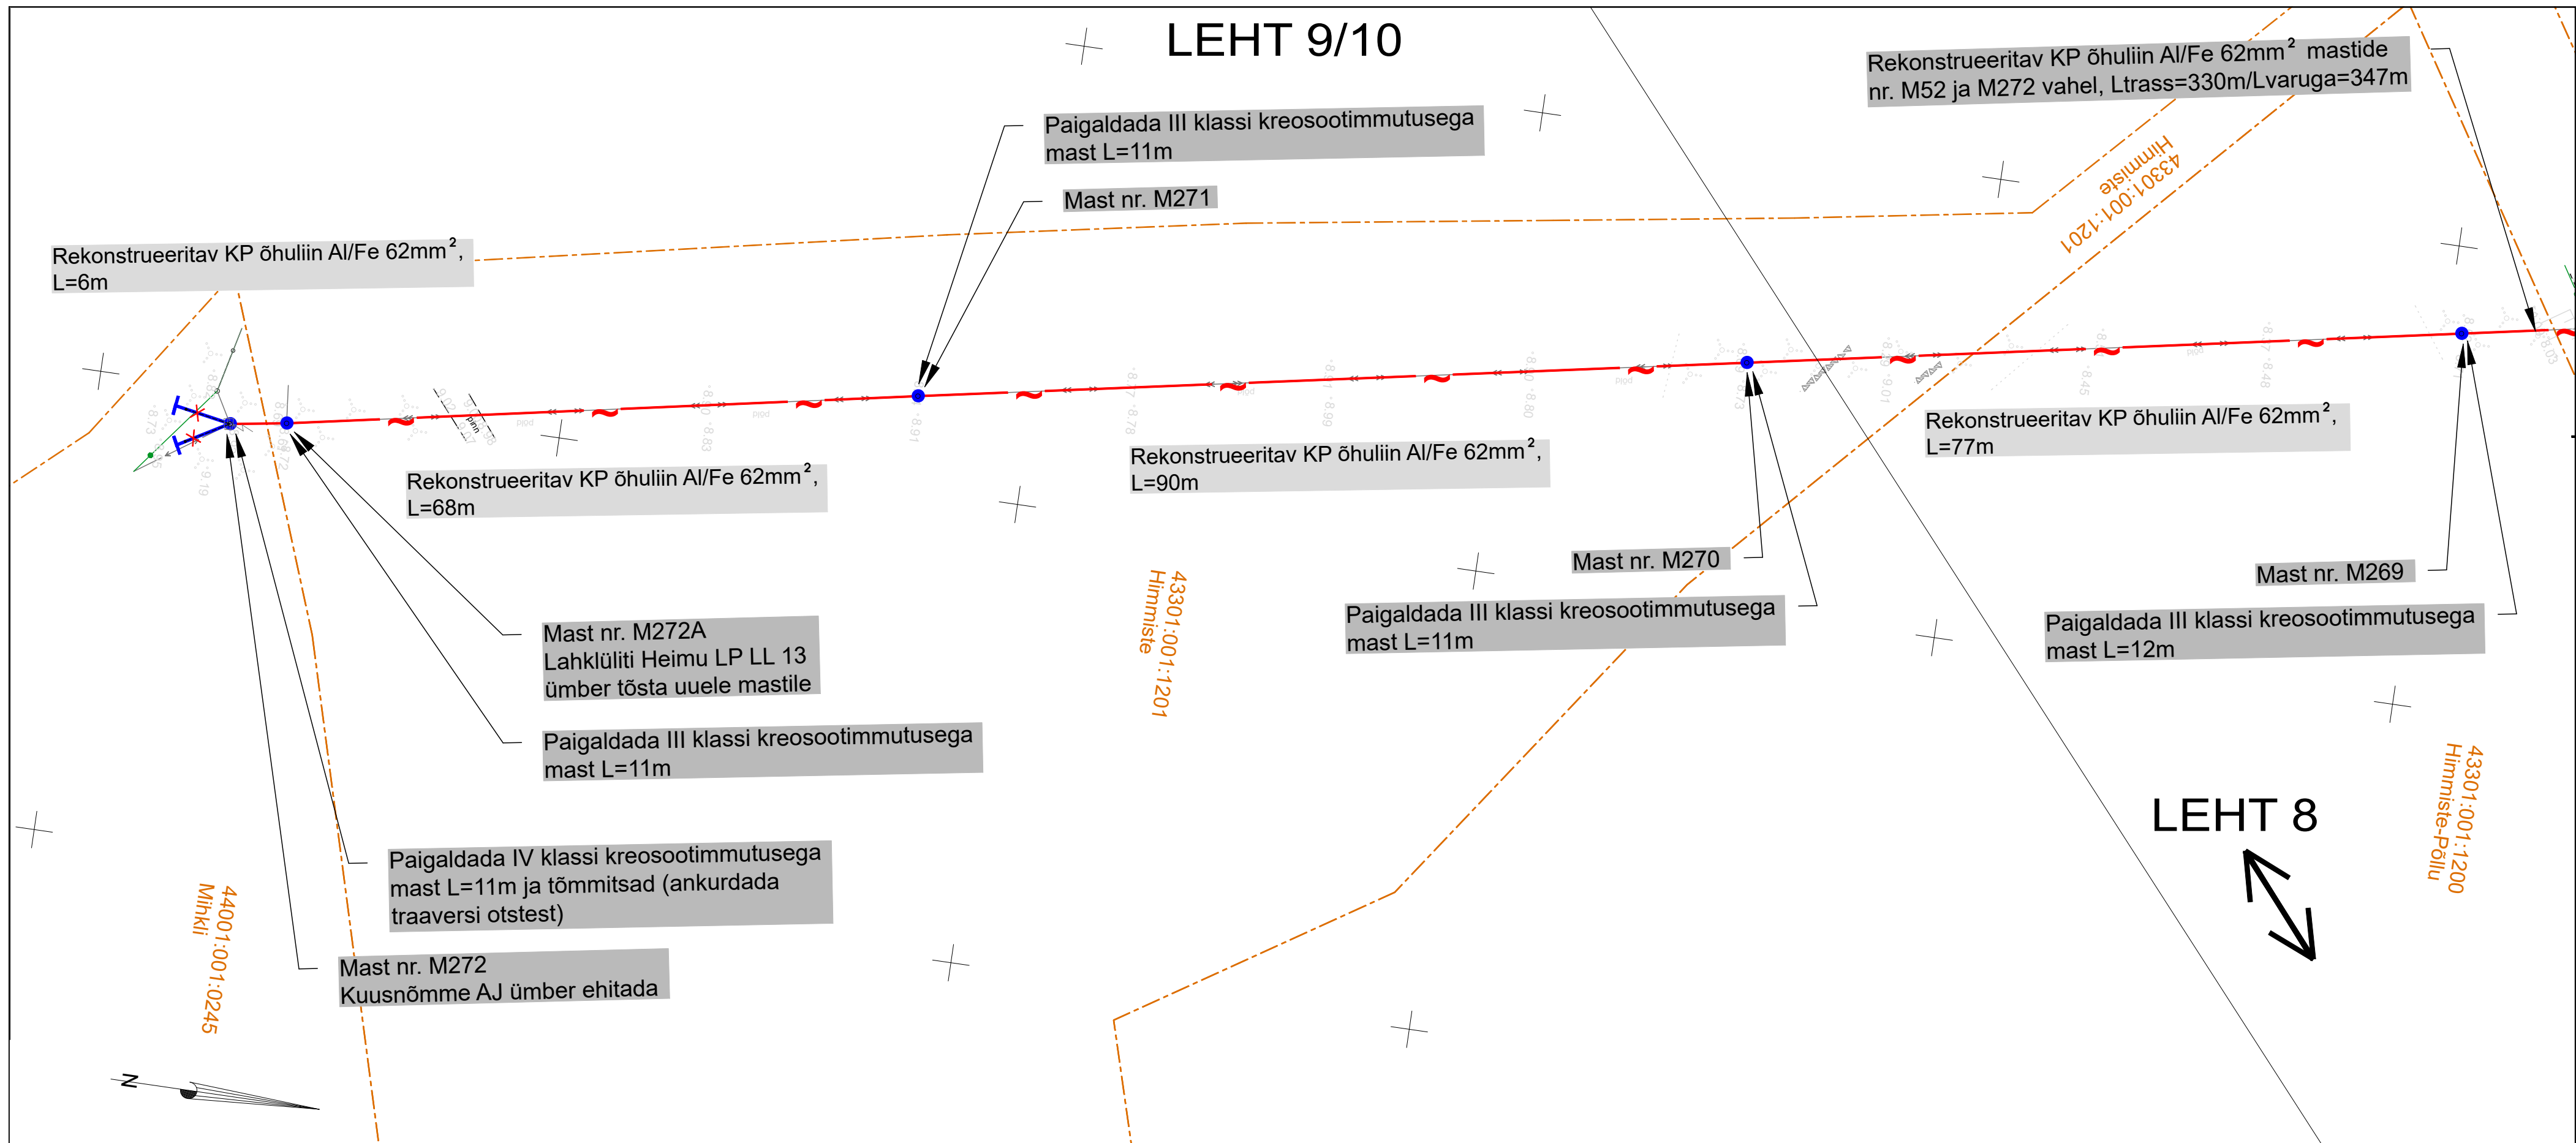 LEHT 9/10
Rekonstrueeritav KP õhuliin Al/Fe 62mm² mastide
nr. M52 ja M272 vahel, Ltrass=330m/Lvaruga=347m
Paigaldada III klassi kreosootimmutusega
mast L=11m
Mast nr. M271
43301:001:1201
Himmiste
Rekonstrueeritav KP õhuliin Al/Fe 62mm²,
L=6m
Rekonstrueeritav KP õhuliin Al/Fe 62mm²,
L=68m
Rekonstrueeritav KP õhuliin Al/Fe 62mm²,
L=90m
Rekonstrueeritav KP õhuliin Al/Fe 62mm²,
L=77m
Mast nr. M270
Paigaldada III klassi kreosootimmutusega
mast L=11m
Mast nr. M269
Paigaldada III klassi kreosootimmutusega
mast L=12m
43301:001:1201
Himmiste
Mast nr. M272A
Lahklüliti Heimu LP LL 13
ümber tõsta uuele mastile
Paigaldada III klassi kreosootimmutusega
mast L=11m
Paigaldada IV klassi kreosootimmutusega
mast L=11m ja tõmmitsad (ankurdada
traaversi otstest)
Mast nr. M272
Kuusnõmme AJ ümber ehitada
44001:001:0245
Mihkli
LEHT 8
43301:001:1200
Himmiste-Põllu
N